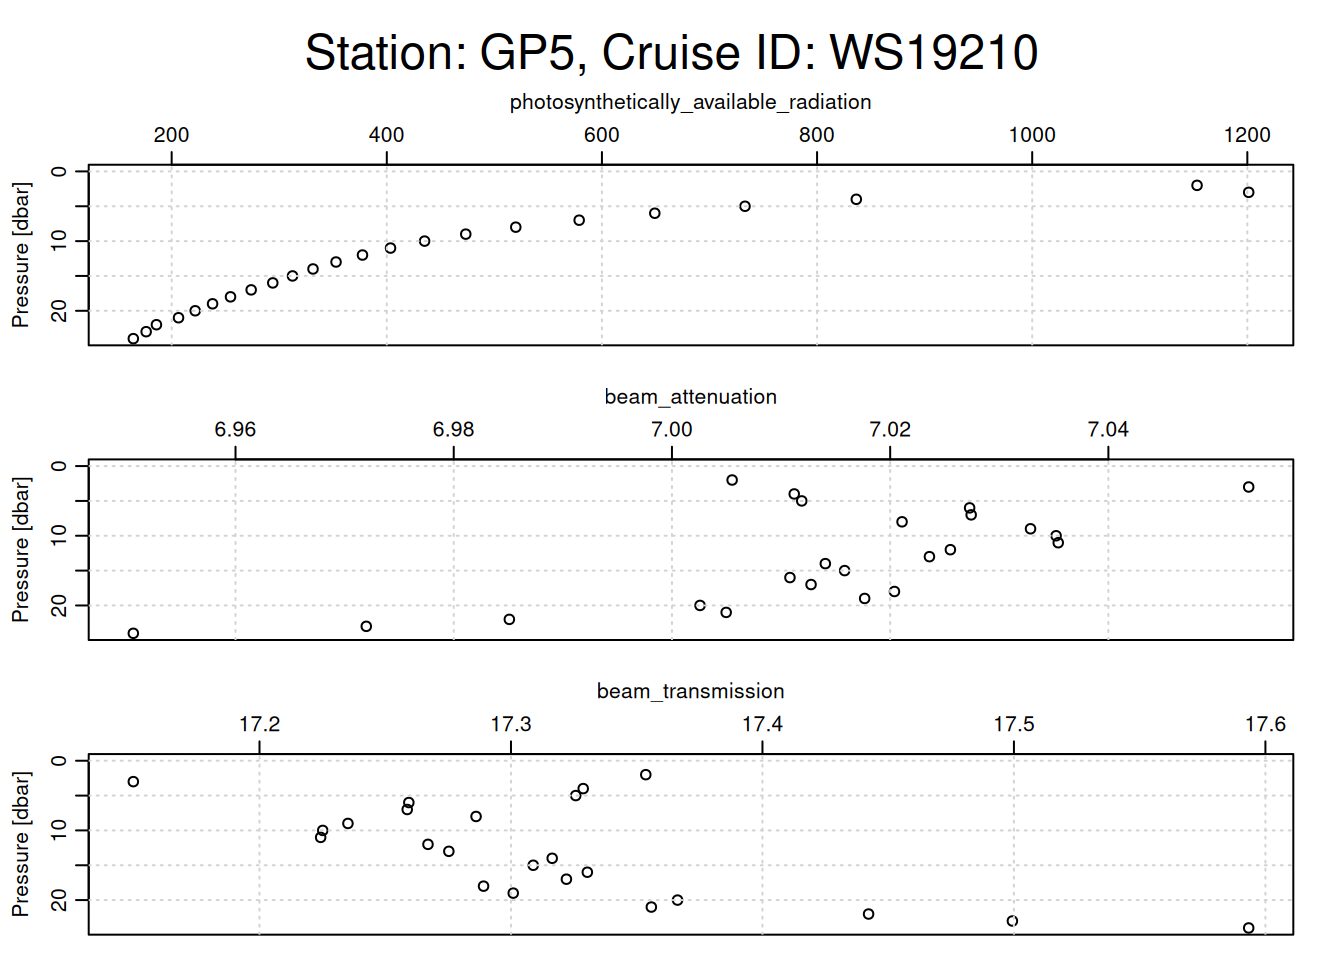 Station: GP5, Cruise ID: WS19210
photosynthetically_available_radiation
200 400 600 800 1000 1200
Pressure [dbar]
0
10
20
beam_attenuation
6.96 6.98 7.00 7.02 7.04
Pressure [dbar]
0
10
20
beam_transmission
17.2 17.3 17.4 17.5 17.6
Pressure [dbar]
0
10
20